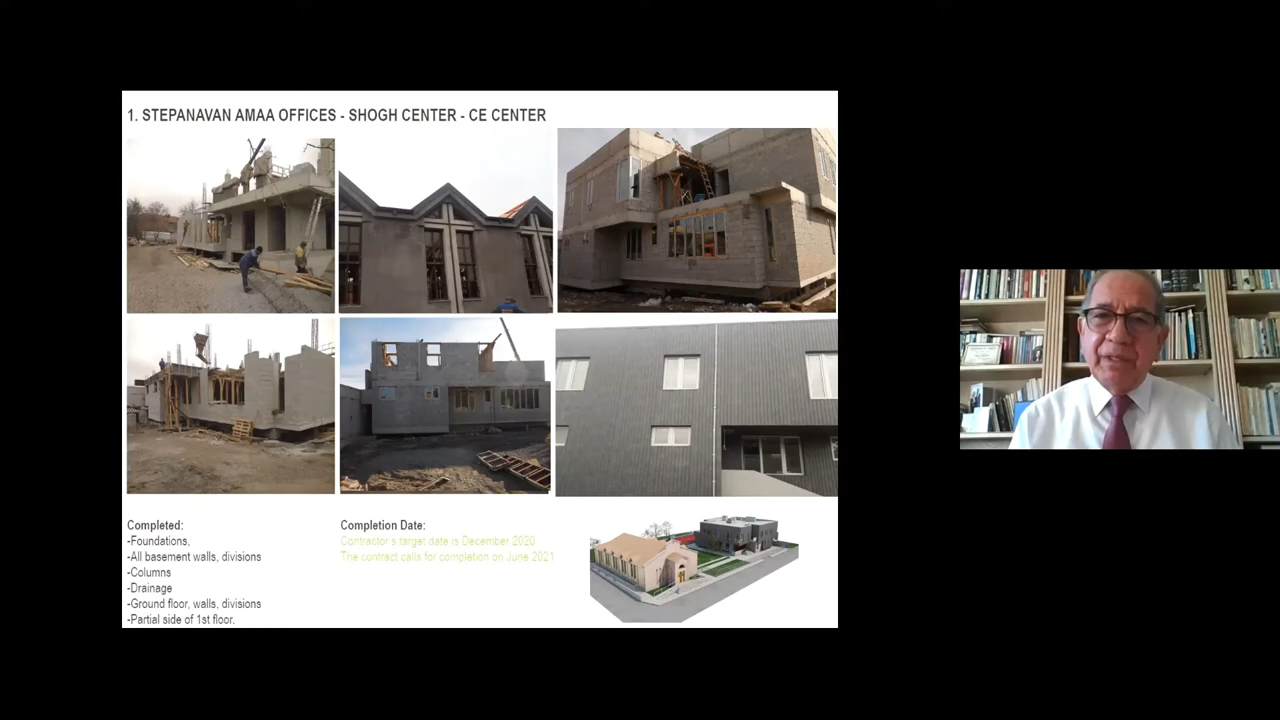 1. STEPANAVAN AMAA OFFICES - SHOGH CENTER - CE CENTER
Completed:
-Foundations,
-All basement walls, divisions
-Columns
-Drainage
-Ground floor, walls, divisions
-Partial side of 1st floor.
Completion Date:
Contractor s target date is December 2020
The contract calls for completion on June 2021